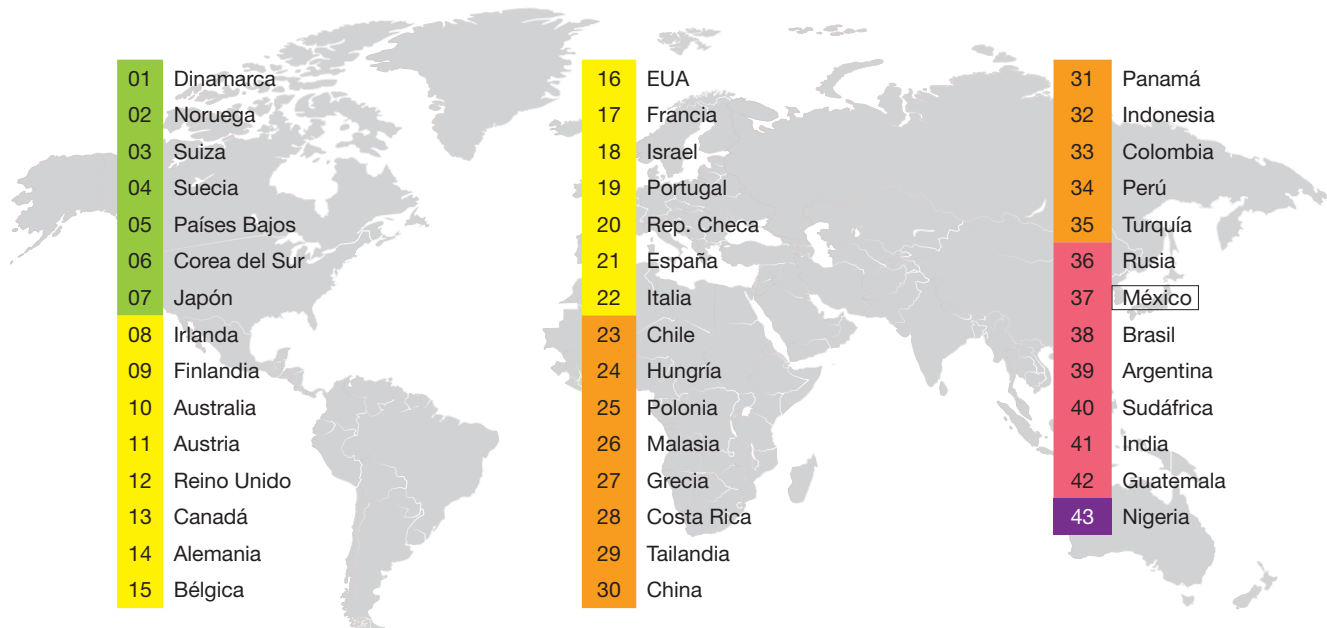 01 Dinamarca
02 Noruega
03 Suiza
04 Suecia
05 Países Bajos
06 Corea del Sur
07 Japón
08 Irlanda
09 Finlandia
10 Australia
11 Austria
12 Reino Unido
13 Canadá
14 Alemania
15 Bélgica
16 EUA
17 Francia
18 Israel
19 Portugal
20 Rep. Checa
21 España
22 Italia
23 Chile
24 Hungría
25 Polonia
26 Malasia
27 Grecia
28 Costa Rica
29 Tailandia
30 China
31 Panamá
32 Indonesia
33 Colombia
34 Perú
35 Turquía
36 Rusia
37 México
38 Brasil
39 Argentina
40 Sudáfrica
41 India
42 Guatemala
43 Nigeria